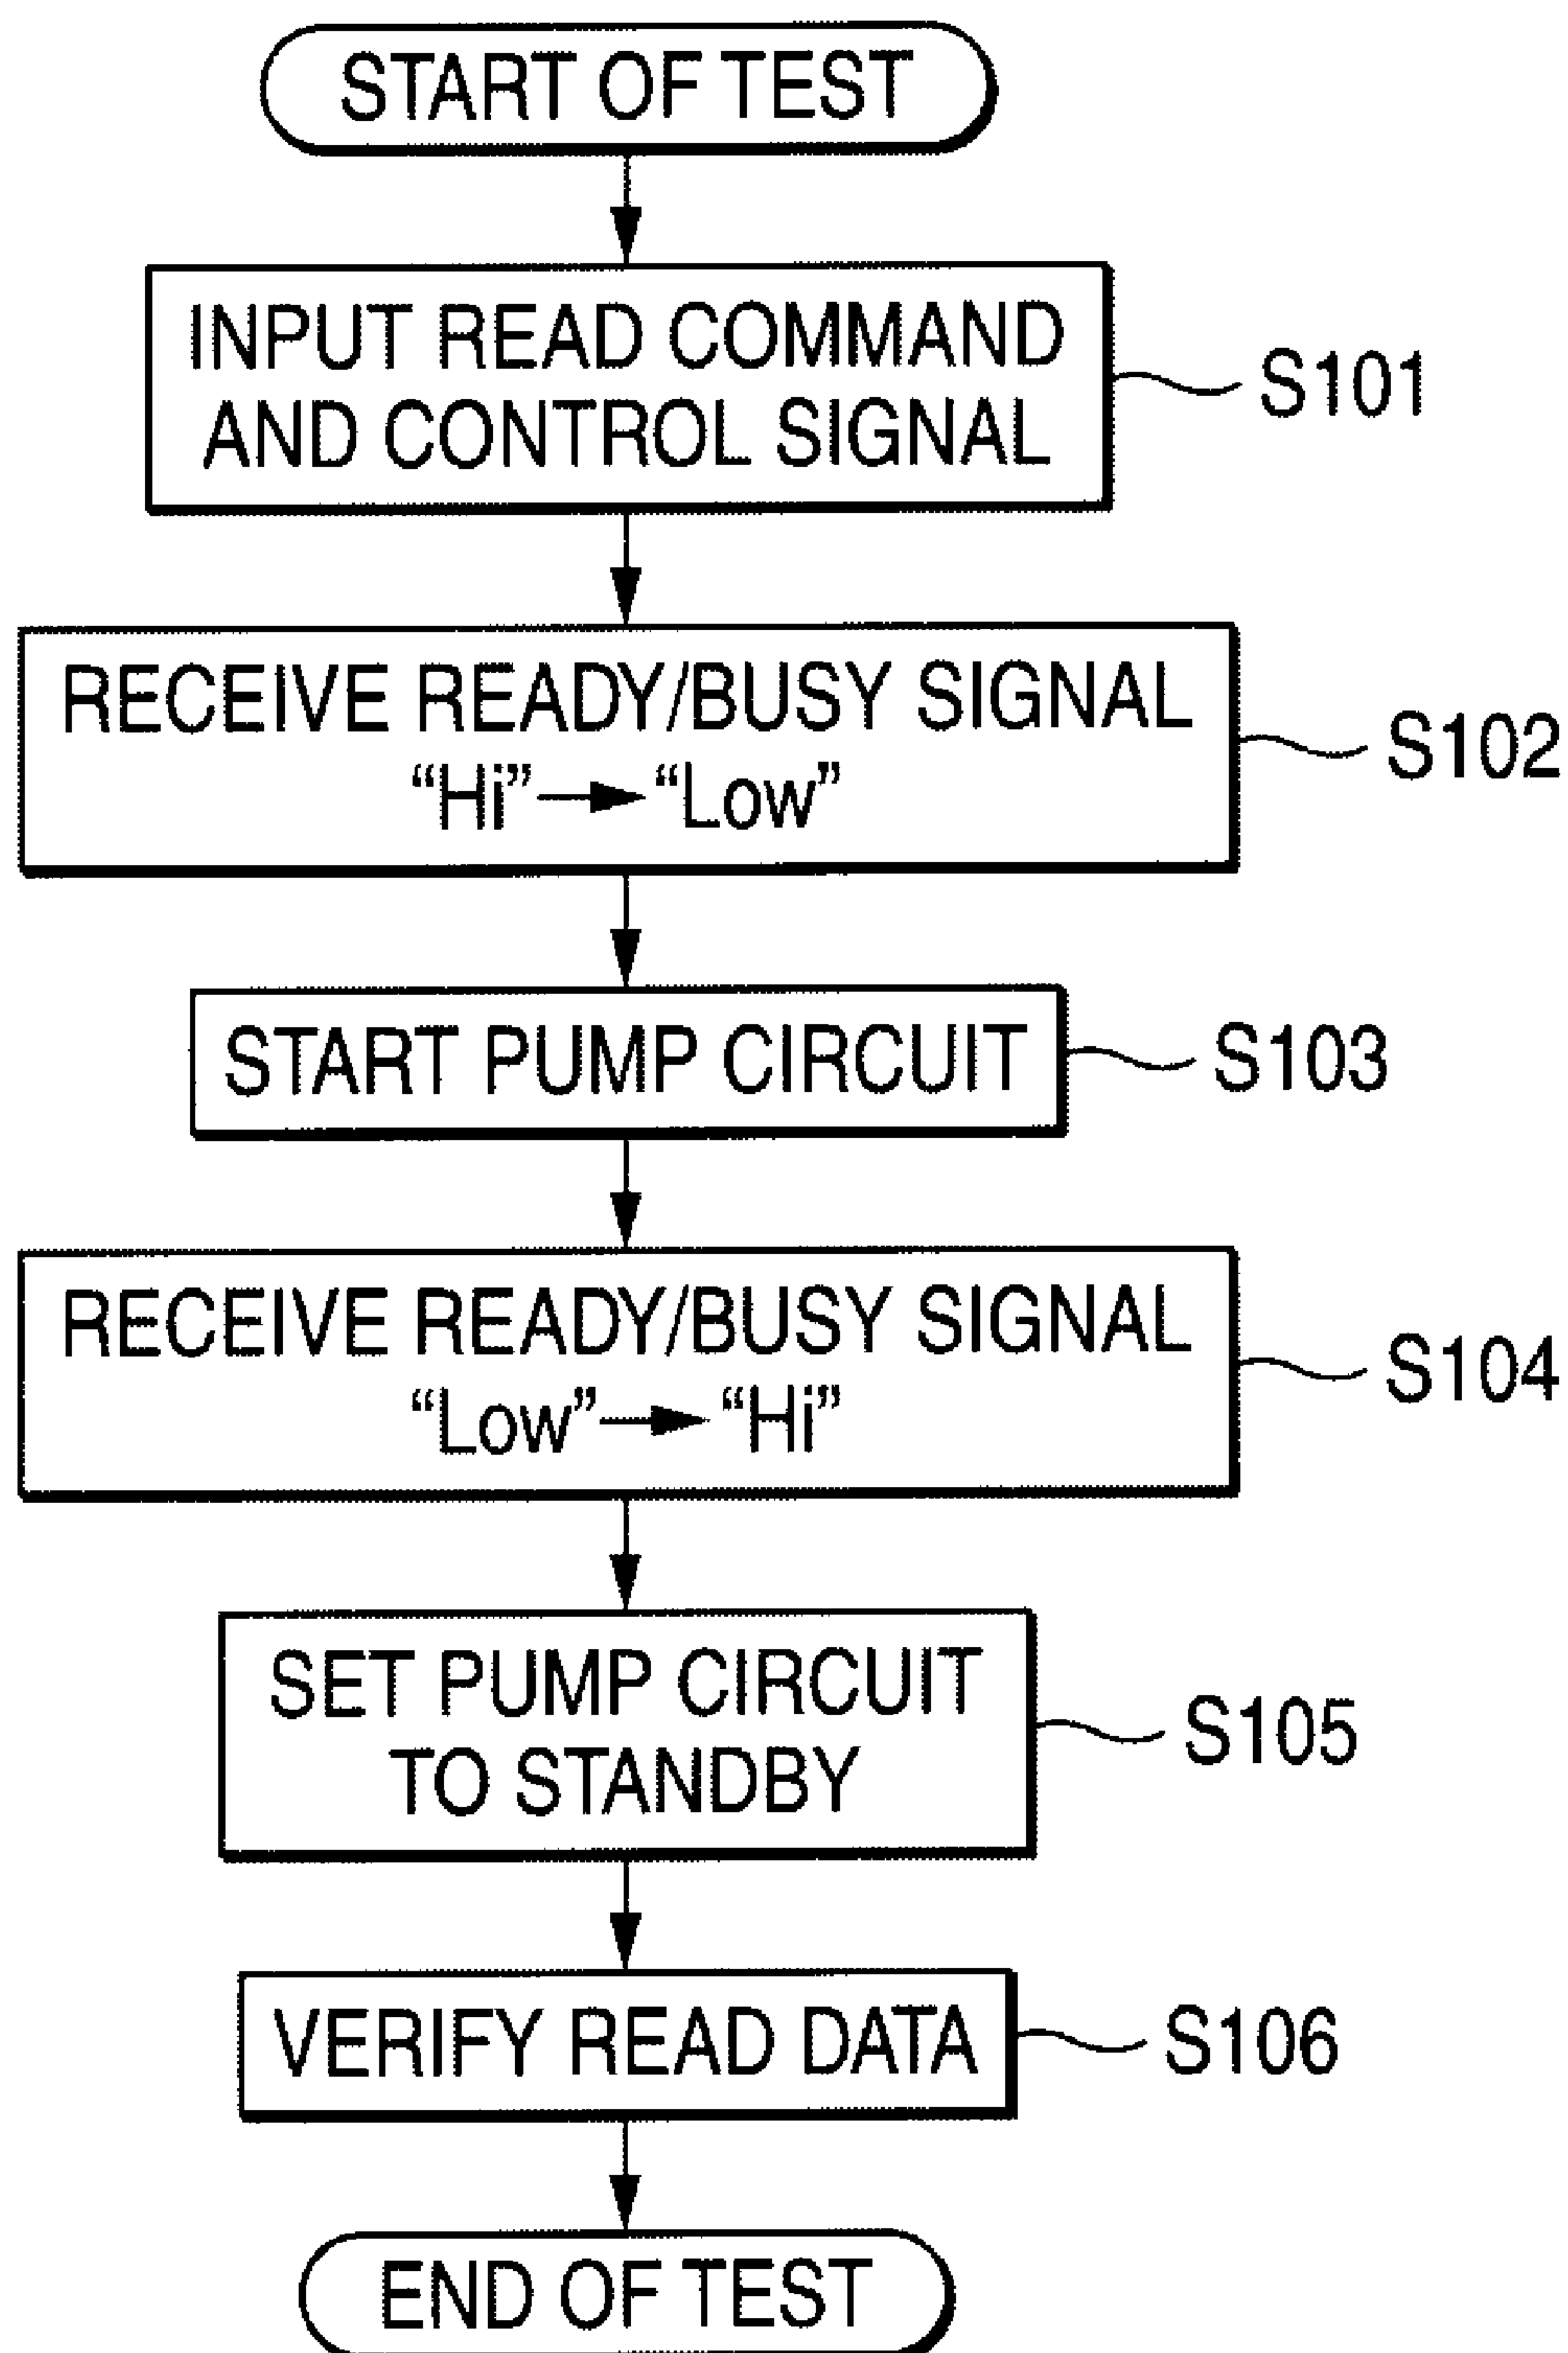 START OF TEST
INPUT READ COMMAND
AND CONTROL SIGNAL
S101
RECEIVE READY/BUSY SIGNAL
“Hi” → “Low”
S102
START PUMP CIRCUIT
S103
RECEIVE READY/BUSY SIGNAL
“Low” → “Hi”
S104
SET PUMP CIRCUIT
TO STANDBY
S105
VERIFY READ DATA
S106
END OF TEST